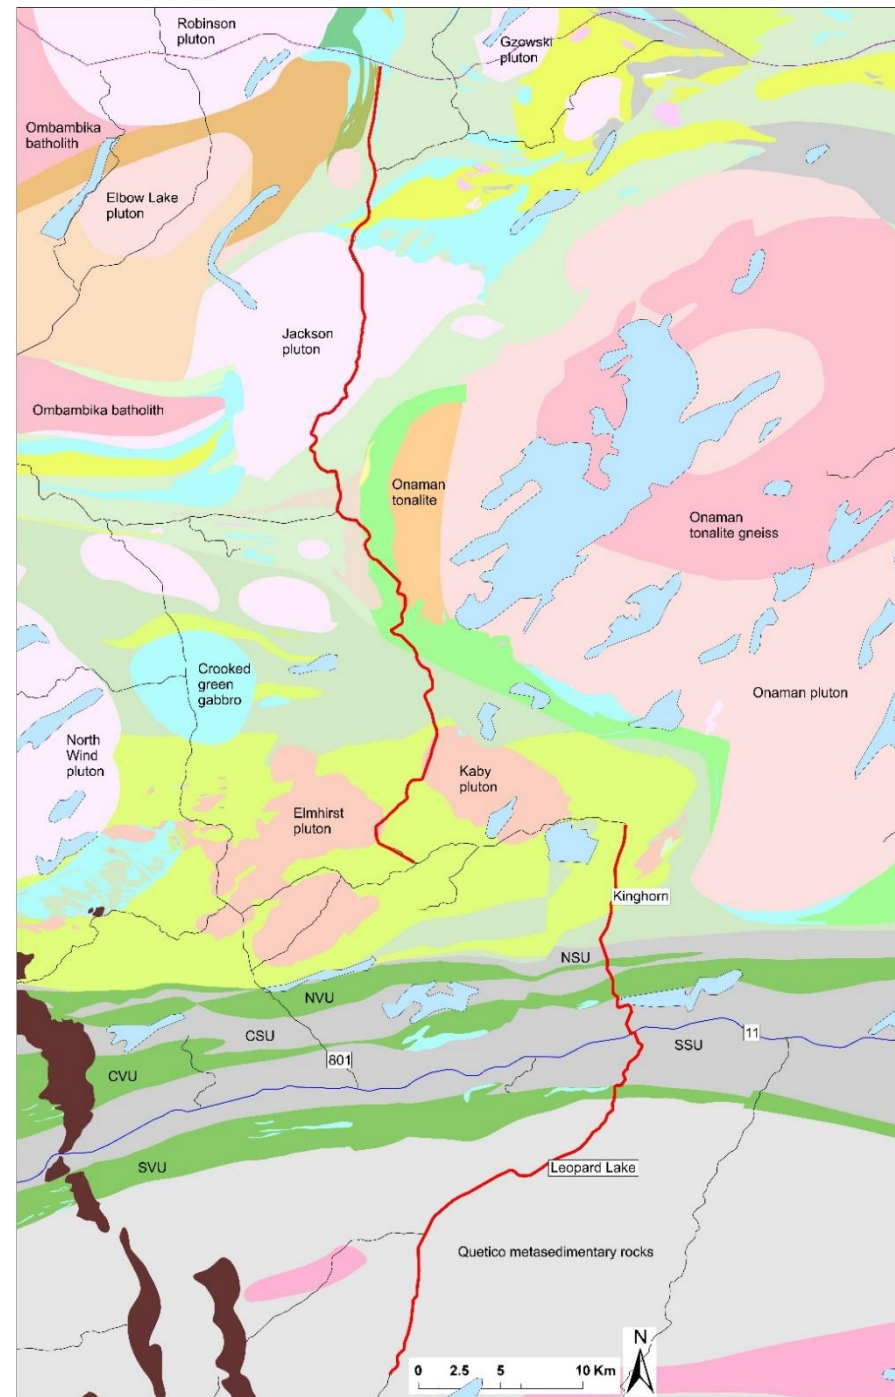 Robinson
pluton
Gzowski
pluton
Ombambika
batholith
Elbow Lake
pluton
Jackson
pluton
Ombambika batholith
Onaman
tonalite
Onaman
tonalite gneiss
Crooked
green
gabbro
Onaman pluton
North
Wind
pluton
Kaby
pluton
Elmhirst
pluton
Kinghorn
NSU
NVU
CSU
SSU
11
801
CVU
SVU
Leopard Lake
Quetico metasedimentary rocks
N
0 2.5 5 10 Km